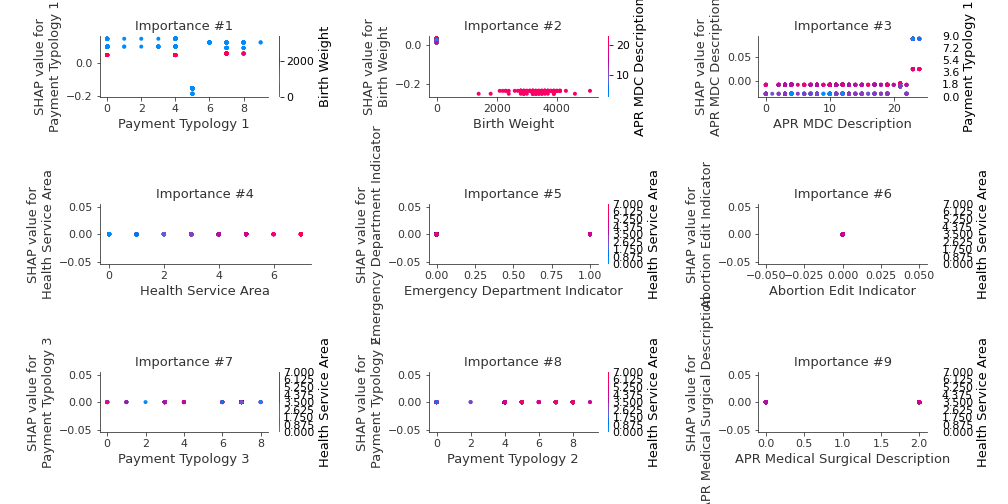 Importance #1
SHAP value for
Payment Typology 1
0.0
−0.2
0 2 4 6 8
Payment Typology 1
2000
0
Birth Weight
Importance #2
SHAP value for
Birth Weight
0.0
−0.2
0 2000 4000
Birth Weight
20
10
APR MDC Description
Importance #3
SHAP value for
APR MDC Description
0.05
0.00
0 10 20
APR MDC Description
9.0
7.2
5.4
3.6
1.8
0.0
Payment Typology 1
Importance #4
SHAP value for
Health Service Area
0.05
0.00
−0.05
0 2 4 6
Health Service Area
Importance #5
SHAP value for
Emergency Department Indicator
0.05
0.00
−0.05
0.00 0.25 0.50 0.75 1.00
Emergency Department Indicator
7.000
6.125
5.250
4.375
3.500
2.625
1.750
0.875
0.000
Health Service Area
Importance #6
SHAP value for
Abortion Edit Indicator
0.05
0.00
−0.05
−0.050 −0.025 0.000 0.025 0.050
Abortion Edit Indicator
7.000
6.125
5.250
4.375
3.500
2.625
1.750
0.875
0.000
Health Service Area
Importance #7
SHAP value for
Payment Typology 3
0.05
0.00
−0.05
0 2 4 6 8
Payment Typology 3
7.000
6.125
5.250
4.375
3.500
2.625
1.750
0.875
0.000
Health Service Area
Importance #8
SHAP value for
Payment Typology 2
0.05
0.00
−0.05
0 2 4 6 8
Payment Typology 2
7.000
6.125
5.250
4.375
3.500
2.625
1.750
0.875
0.000
Health Service Area
Importance #9
SHAP value for
APR Medical Surgical Description
0.05
0.00
−0.05
0.0 0.5 1.0 1.5 2.0
APR Medical Surgical Description
7.000
6.125
5.250
4.375
3.500
2.625
1.750
0.875
0.000
Health Service Area